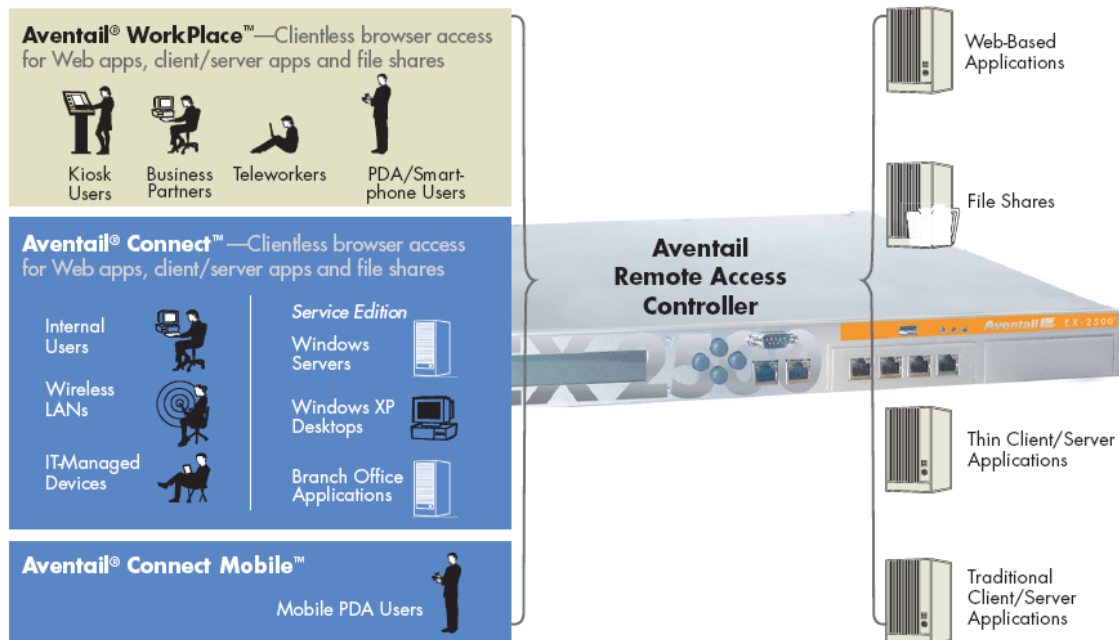 Aventail® WorkPlace™—Clientless browser access
for Web apps, client/server apps and file shares
Kiosk
Users
Business
Partners
Teleworkers
PDA/Smart-
phone Users
Aventail® Connect™—Clientless browser access
for Web apps, client/server apps and file shares
Internal
Users
Wireless
LANs
IT-Managed
Devices
Service Edition
Windows
Servers
Windows XP
Desktops
Branch Office
Applications
Aventail® Connect Mobile™
Mobile PDA Users
Aventail
Remote Access
Controller
EX2500
Aventail EX-2500
Web-Based
Applications
File Shares
Thin Client/Server
Applications
Traditional
Client/Server
Applications